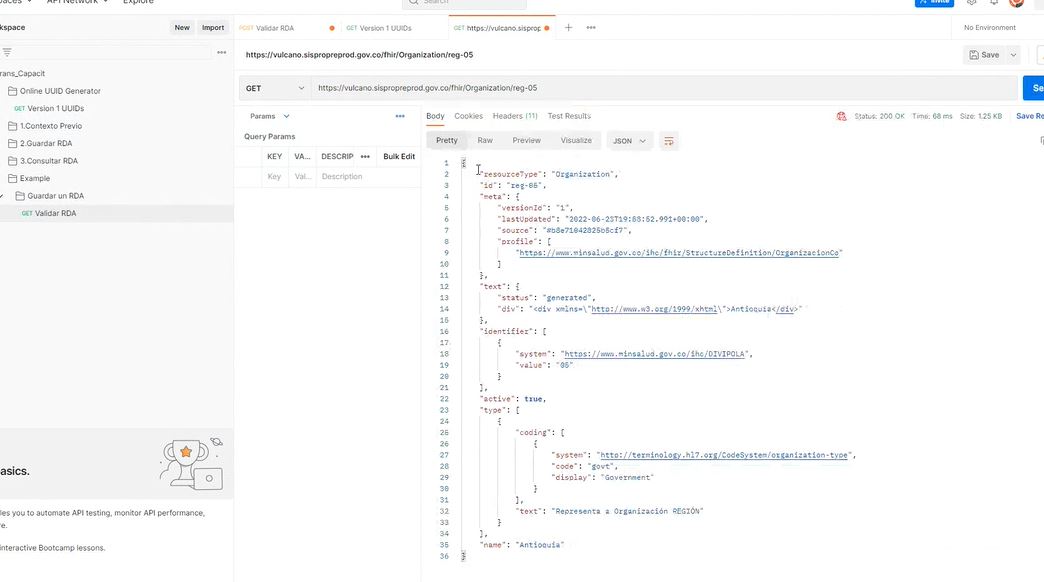 API Network
Explore
Search
Invite
New
Import
POST Validar RDA
GET Version 1 UUIDs
GET https://vulcano.sisprop
No Environment
https://vulcano.sispropreprod.gov.co/fhir/Organization/reg-05
Save
GET
https://vulcano.sispropreprod.gov.co/fhir/Organization/reg-05
rans_Capacit
Online UUID Generator
GET Version 1 UUIDs
1.Contexto Previo
2.Guardar RDA
3.Consultar RDA
Example
Guardar un RDA
GET Validar RDA
asics.
les you to automate API testing, monitor API performance,
re.
interactive Bootcamp lessons.
Params
Query Params
KEY VA... DESCRIP Bulk Edit
Key Val... Description
Body Cookies Headers (11) Test Results
Status: 200 OK Time: 68 ms Size: 1.25 KB Save Re
Pretty Raw Preview Visualize JSON
1 {
2 "resourceType": "Organization",
3 "id": "reg-05",
4 "meta": {
5 "versionId": "1",
6 "lastUpdated": "2022-06-23T19:58:52.991+00:00",
7 "source": "#b8e71042825b5cf7",
8 "profile": [
9 "https://www.minsalud.gov.co/ihc/fhir/StructureDefinition/OrganizacionCo"
10 ]
11 },
12 "text": {
13 "status": "generated",
14 "div": "<div xmlns=\"http://www.w3.org/1999/xhtml\">Antioquia</div>"
15 },
16 "identifier": [
17 {
18 "system": "https://www.minsalud.gov.co/ihc/DIVIPOLA",
19 "value": "05"
20 }
21 ],
22 "active": true,
23 "type": [
24 {
25 "coding": [
26 {
27 "system": "http://terminology.hl7.org/CodeSystem/organization-type",
28 "code": "govt",
29 "display": "Government"
30 }
31 ],
32 "text": "Representa a Organización REGIÓN"
33 }
34 ],
35 "name": "Antioquia"
36 }